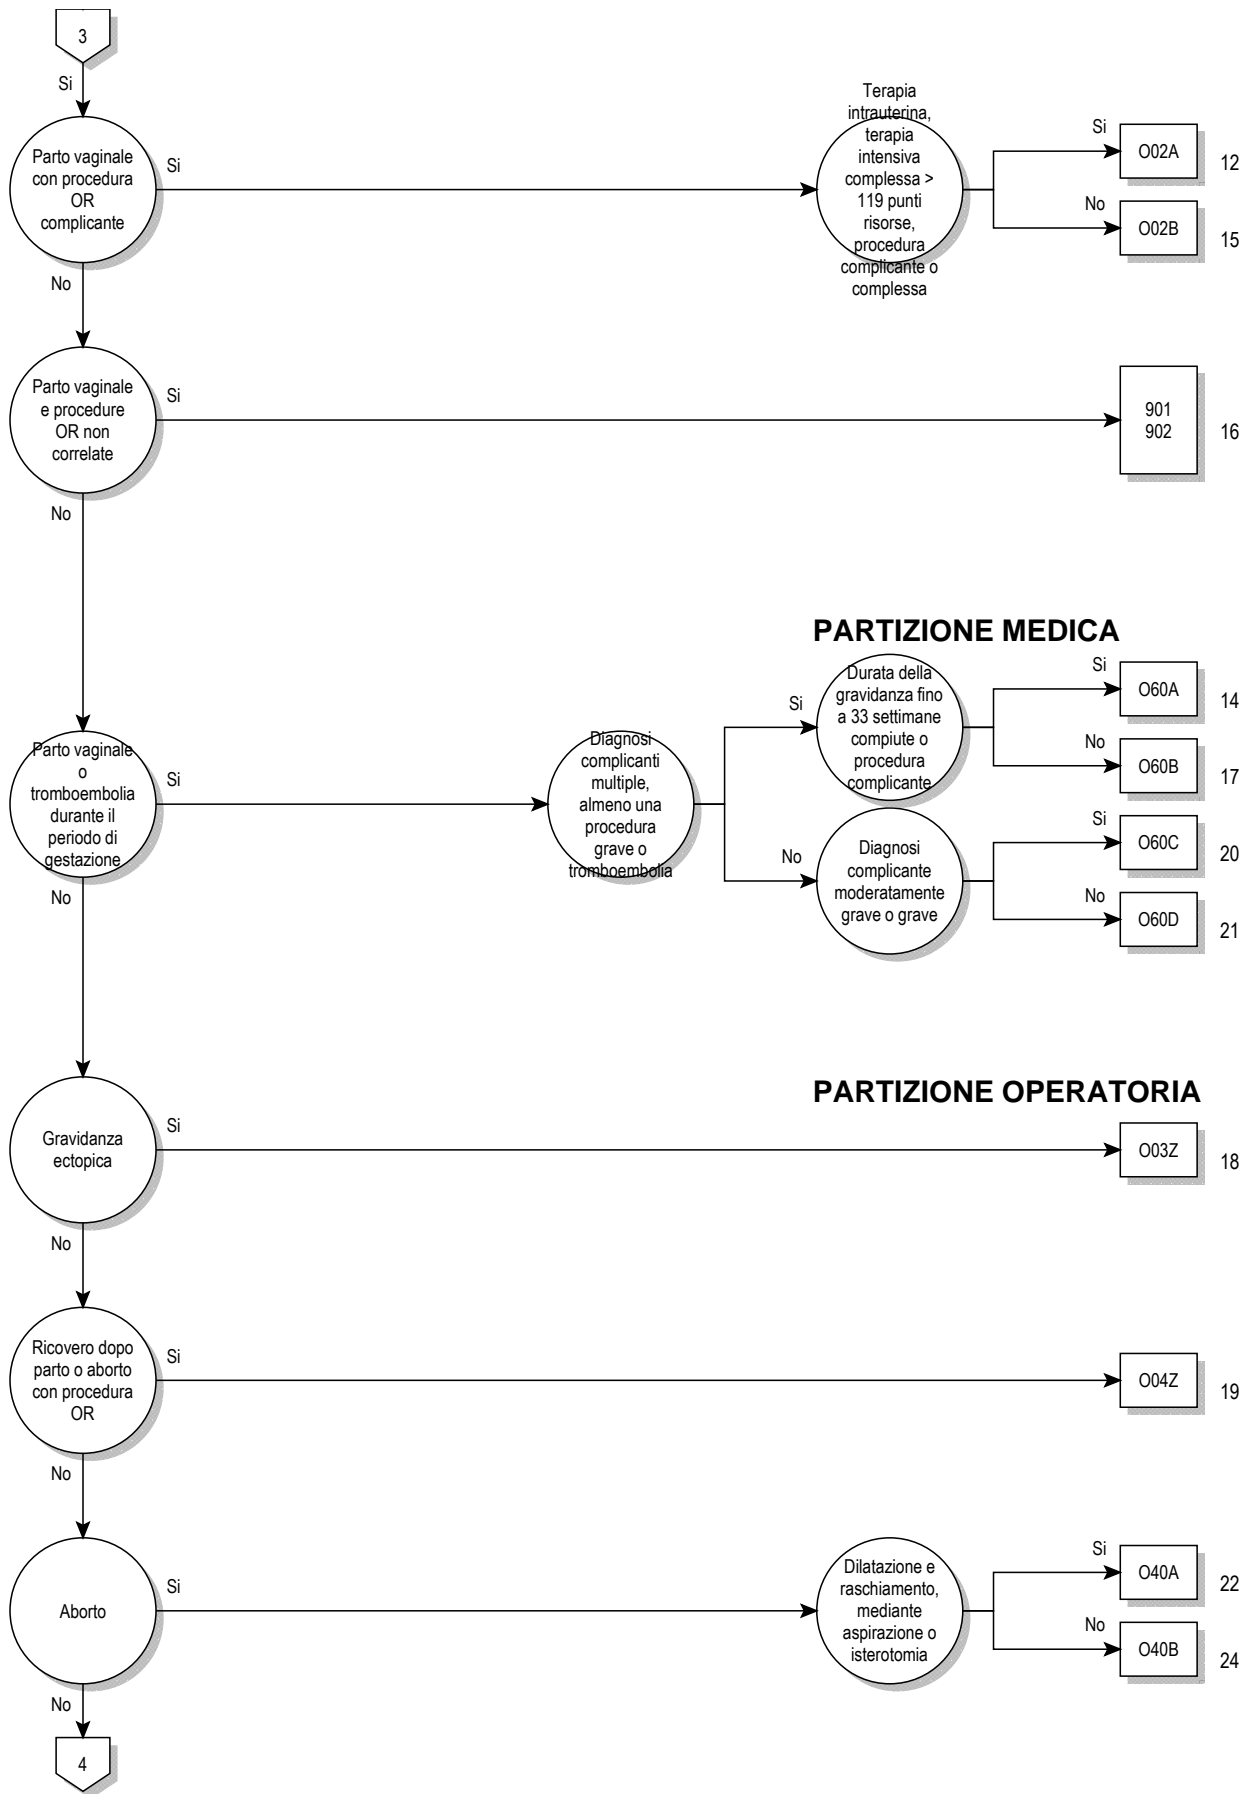 3
Si
Parto vaginale
con procedura
OR
complicante
Si
Terapia
intrauterina,
terapia
intensiva
complessa >
119 punti
risorse,
procedura
complicante o
complessa
Si
O02A
12
No
O02B
15
No
Parto vaginale
e procedure
OR non
correlate
Si
901
902
16
No
PARTIZIONE MEDICA
Parto vaginale
o
tromboembolia
durante il
periodo di
gestazione
Si
Diagnosi
complicanti
multiple,
almeno una
procedura
grave o
tromboembolia
Si
Durata della
gravidanza fino
a 33 settimane
compiute o
procedura
complicante
Si
O60A
14
No
O60B
17
No
Diagnosi
complicante
moderatamente
grave o grave
Si
O60C
20
No
O60D
21
No
PARTIZIONE OPERATORIA
Gravidanza
ectopica
Si
O03Z
18
No
Ricovero dopo
parto o aborto
con procedura
OR
Si
O04Z
19
No
Aborto
Si
Dilatazione e
raschiamento,
mediante
aspirazione o
isterotomia
Si
O40A
22
No
O40B
24
No
4